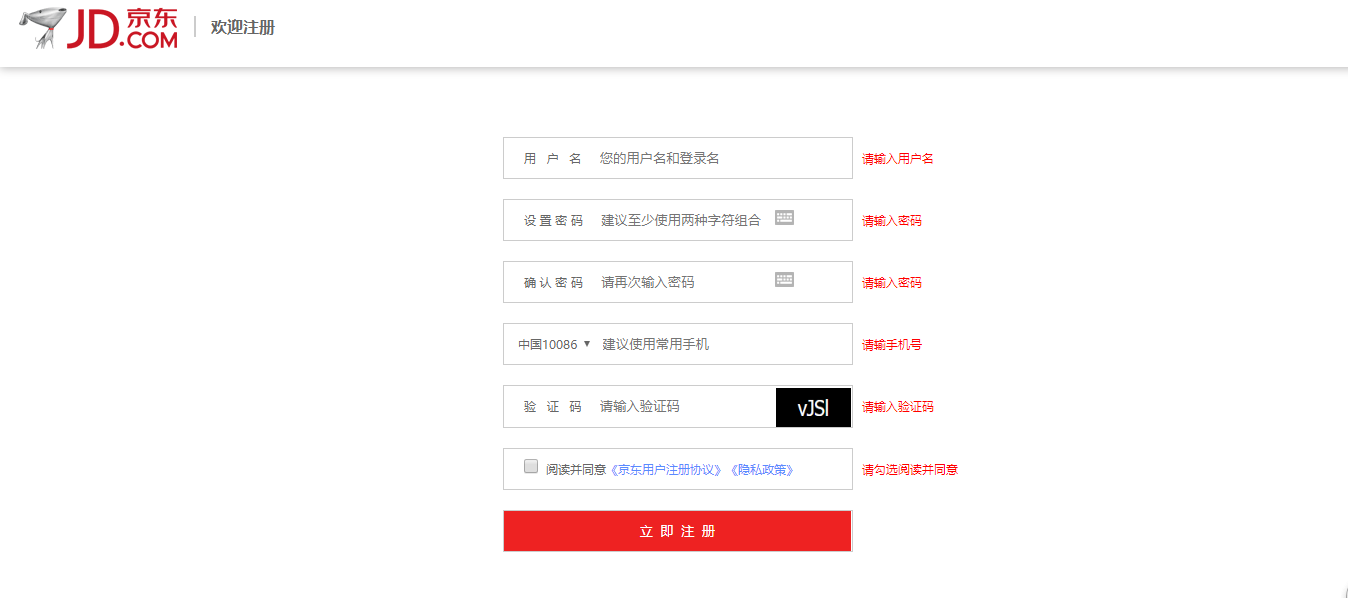 JD.COM 京东 欢迎注册
用 户 名 您的用户名和登录名 请输入用户名
设 置 密 码 建议至少使用两种字符组合 请输入密码
确 认 密 码 请再次输入密码 请输入密码
中国10086 ▼ 建议使用常用手机 请输手机号
验 证 码 请输入验证码 vJSl 请输入验证码
阅读并同意《京东用户注册协议》《隐私政策》 请勾选阅读并同意
立 即 注 册